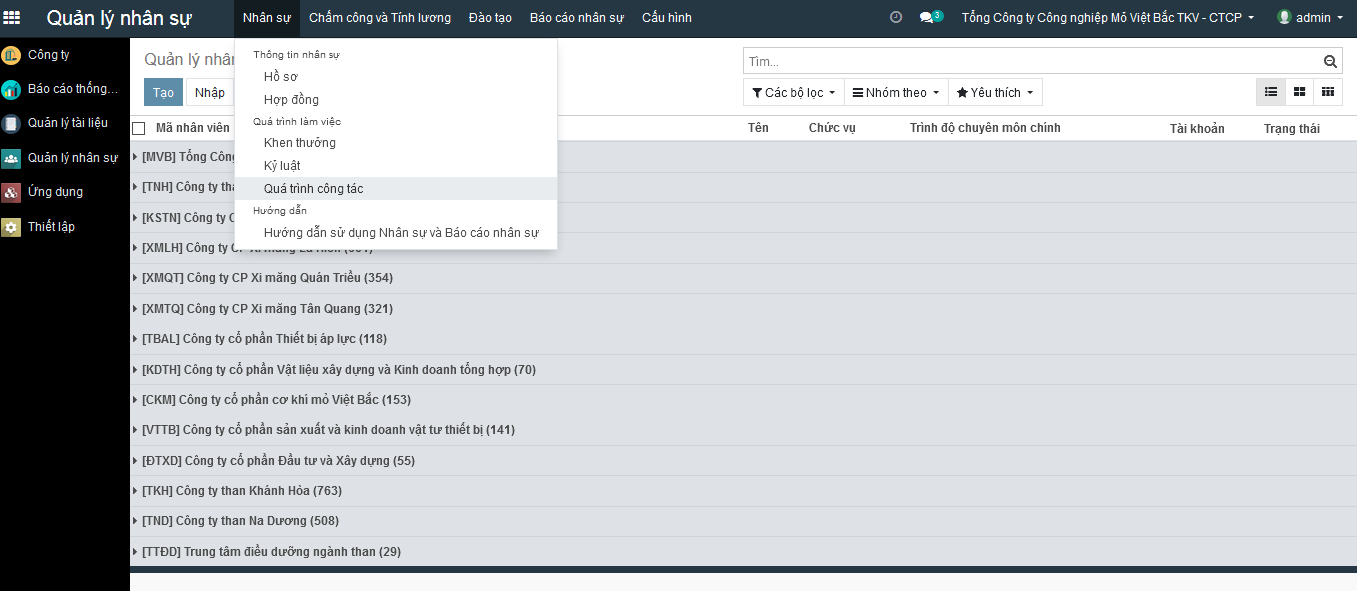 Quản lý nhân sự
Nhân sự
Chấm công và Tính lương
Đào tạo
Báo cáo nhân sự
Cấu hình
3
Tổng Công ty Công nghiệp Mỏ Việt Bắc TKV - CTCP
admin
Công ty
Báo cáo thống...
Quản lý tài liệu
Quản lý nhân sự
Ứng dụng
Thiết lập
Quản lý nhân
Tạo
Nhập
Thông tin nhân sự
Hồ sơ
Hợp đồng
Quá trình làm việc
Khen thưởng
Kỷ luật
Quá trình công tác
Hướng dẫn
Hướng dẫn sử dụng Nhân sự và Báo cáo nhân sự
Tìm...
Các bộ lọc
Nhóm theo
Yêu thích
Mã nhân viên
Tên
Chức vụ
Trình độ chuyên môn chính
Tài khoản
Trạng thái
[MVB] Tổng Công
[TNH] Công ty tha
[KSTN] Công ty C
[XMLH] Công ty
[XMQT] Công ty CP Xi măng Quán Triều (354)
[XMTQ] Công ty CP Xi măng Tân Quang (321)
[TBAL] Công ty cổ phần Thiết bị áp lực (118)
[KDTH] Công ty cổ phần Vật liệu xây dựng và Kinh doanh tổng hợp (70)
[CKM] Công ty cổ phần cơ khí mỏ Việt Bắc (153)
[VTTB] Công ty cổ phần sản xuất và kinh doanh vật tư thiết bị (141)
[ĐTXD] Công ty cổ phần Đầu tư và Xây dựng (55)
[TKH] Công ty than Khánh Hòa (763)
[TND] Công ty than Na Dương (508)
[TTĐD] Trung tâm điều dưỡng ngành than (29)